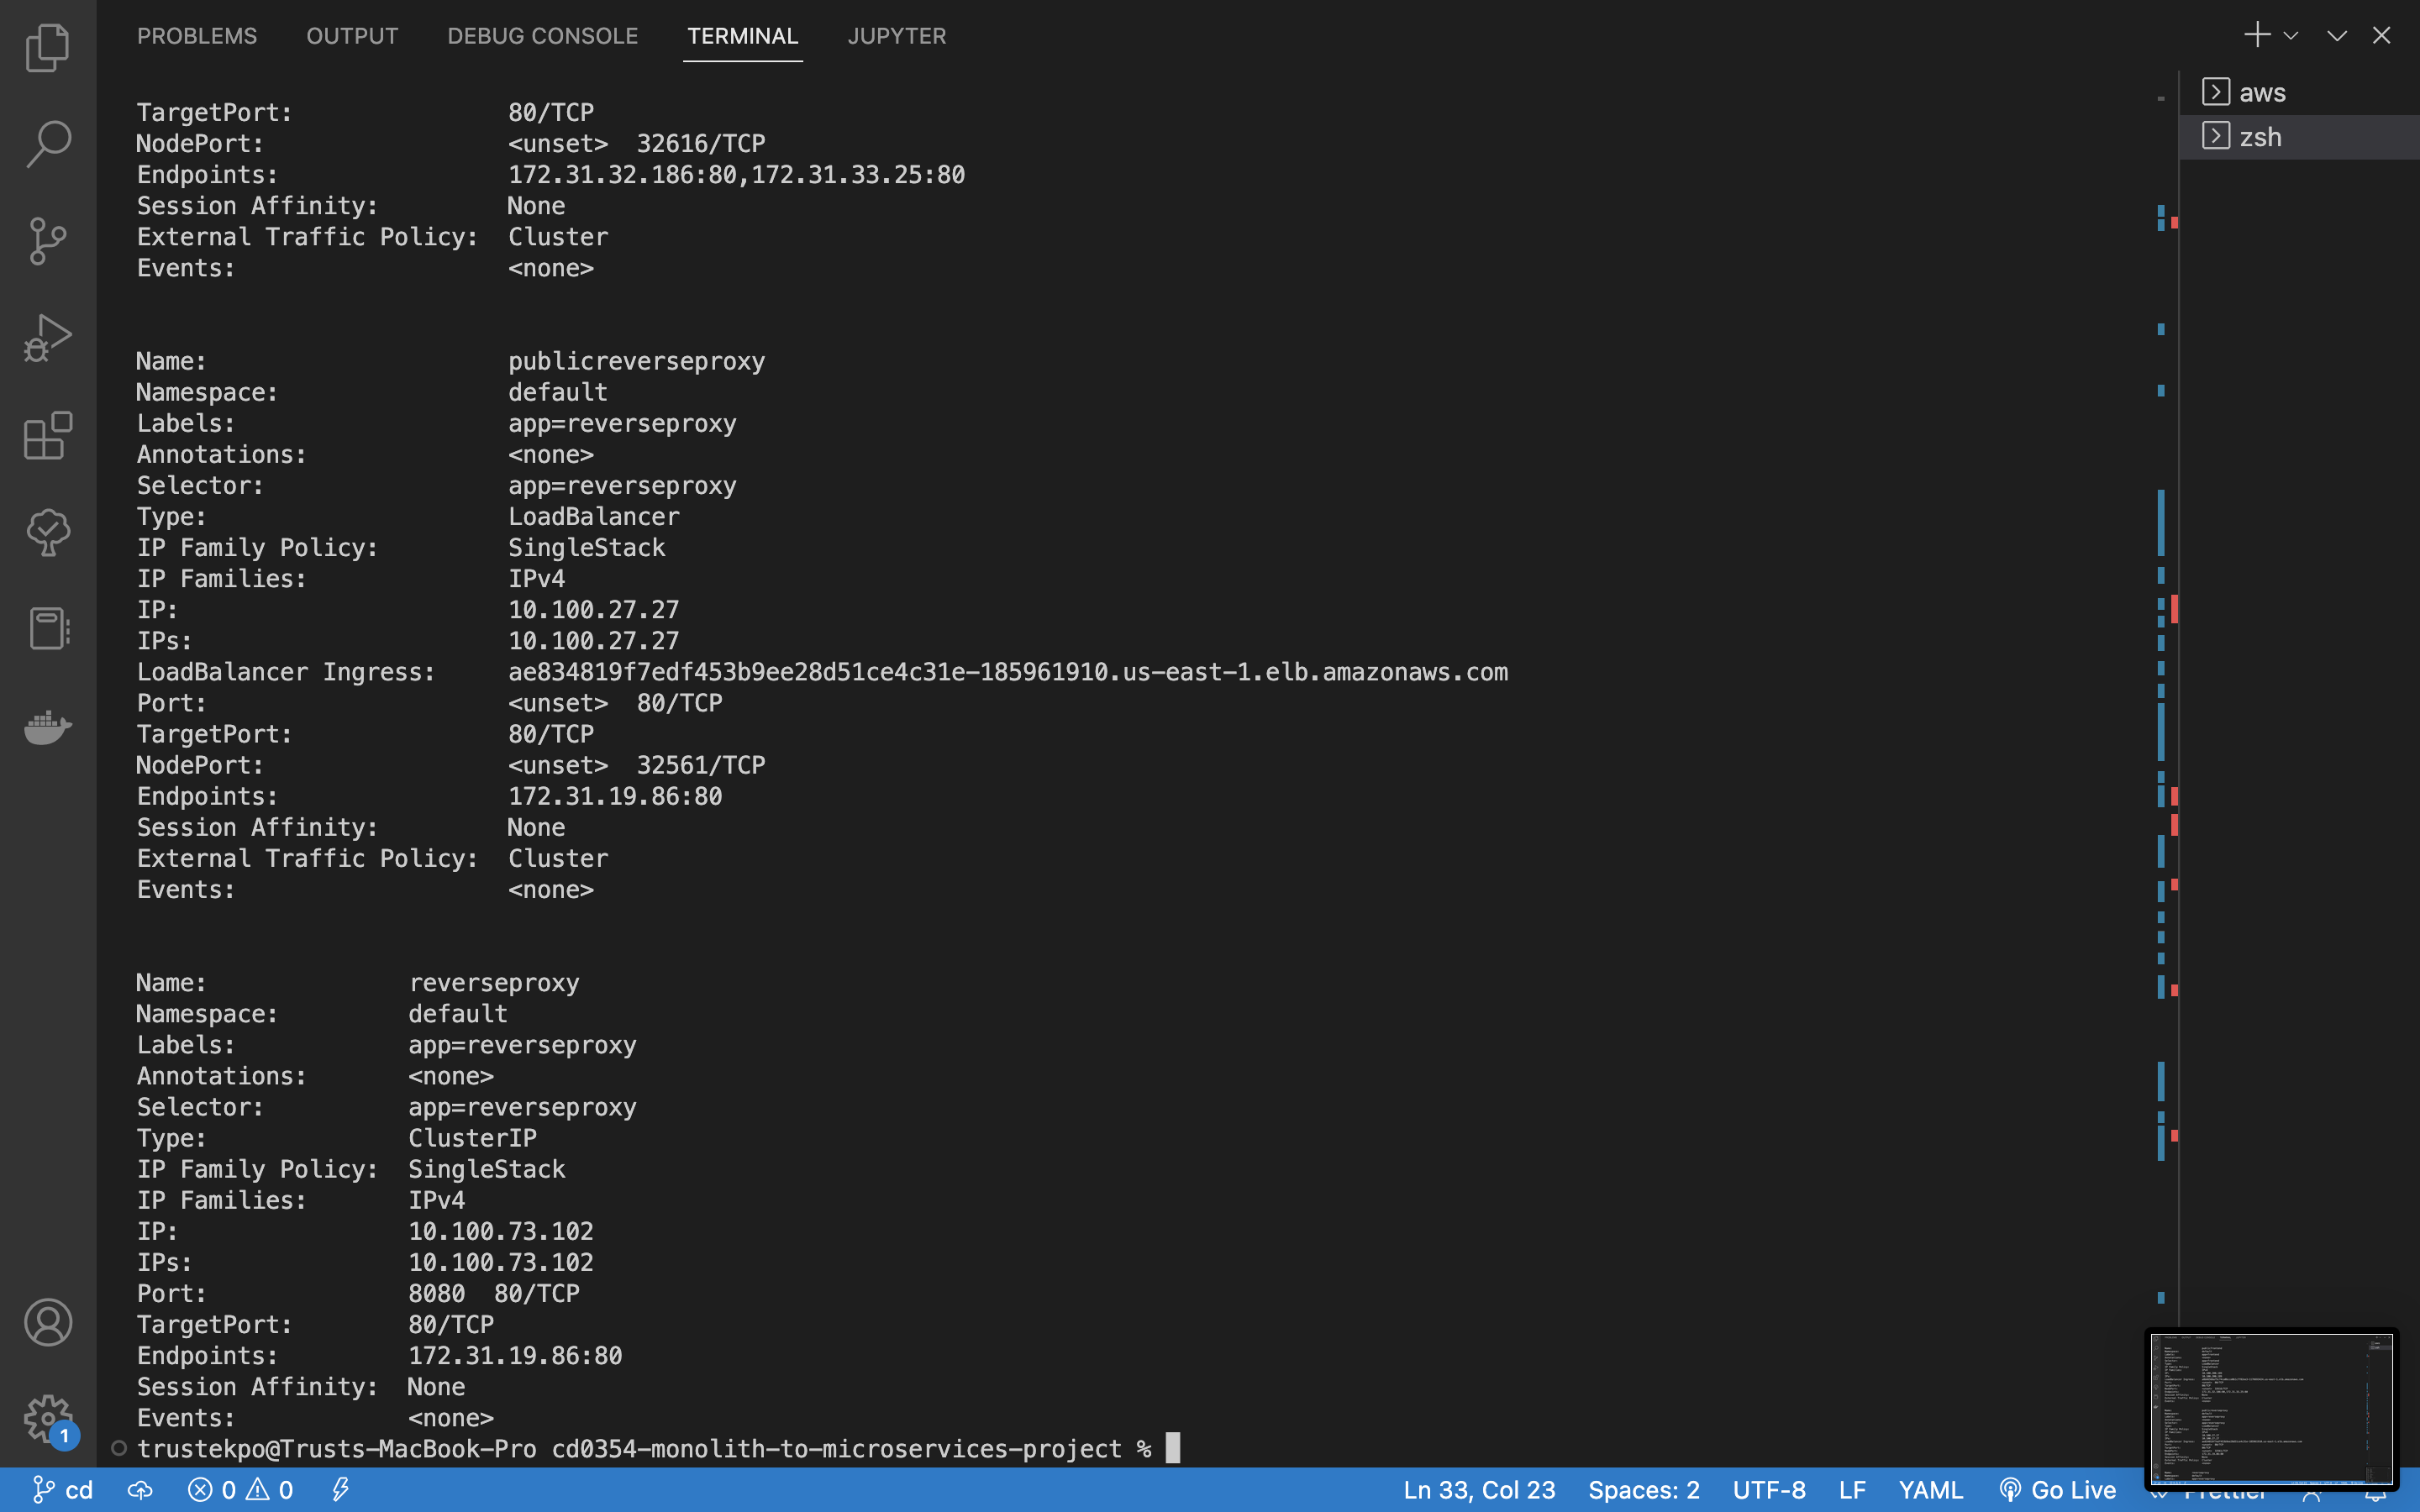 PROBLEMS OUTPUT DEBUG CONSOLE TERMINAL JUPYTER
aws
zsh
TargetPort: 80/TCP
NodePort: <unset> 32616/TCP
Endpoints: 172.31.32.186:80,172.31.33.25:80
Session Affinity: None
External Traffic Policy: Cluster
Events: <none>
Name: publicreverseproxy
Namespace: default
Labels: app=reverseproxy
Annotations: <none>
Selector: app=reverseproxy
Type: LoadBalancer
IP Family Policy: SingleStack
IP Families: IPv4
IP: 10.100.27.27
IPs: 10.100.27.27
LoadBalancer Ingress: ae834819f7edf453b9ee28d51ce4c31e-185961910.us-east-1.elb.amazonaws.com
Port: <unset> 80/TCP
TargetPort: 80/TCP
NodePort: <unset> 32561/TCP
Endpoints: 172.31.19.86:80
Session Affinity: None
External Traffic Policy: Cluster
Events: <none>
Name: reverseproxy
Namespace: default
Labels: app=reverseproxy
Annotations: <none>
Selector: app=reverseproxy
Type: ClusterIP
IP Family Policy: SingleStack
IP Families: IPv4
IP: 10.100.73.102
IPs: 10.100.73.102
Port: 8080 80/TCP
TargetPort: 80/TCP
Endpoints: 172.31.19.86:80
Session Affinity: None
Events: <none>
trustekpo@Trusts-MacBook-Pro cd0354-monolith-to-microservices-project %
1
cd 0 0 Ln 33, Col 23 Spaces: 2 UTF-8 LF YAML Go Live Prettier